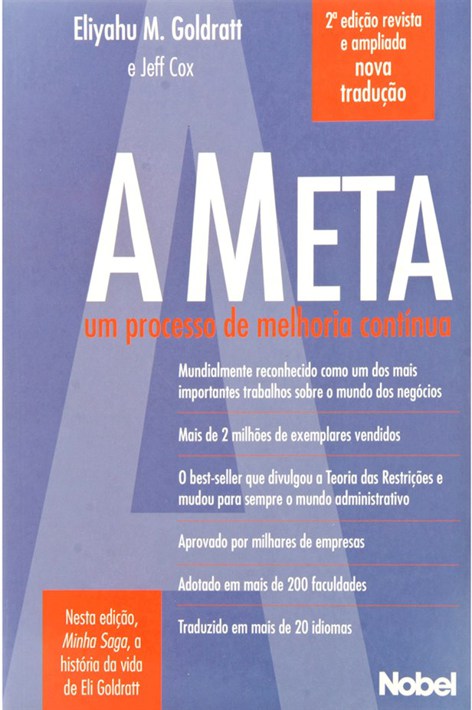 Eliyahu M. Goldratt
e Jeff Cox
2ª edição revista
e ampliada
nova
tradução
A META
um processo de melhoria contínua
Mundialmente reconhecido como um dos mais
importantes trabalhos sobre o mundo dos negócios
Mais de 2 milhões de exemplares vendidos
O best-seller que divulgou a Teoria das Restrições e
mudou para sempre o mundo administrativo
Aprovado por milhares de empresas
Adotado em mais de 200 faculdades
Traduzido em mais de 20 idiomas
Nesta edição,
Minha Saga, a
história da vida
de Eli Goldratt
Nobel